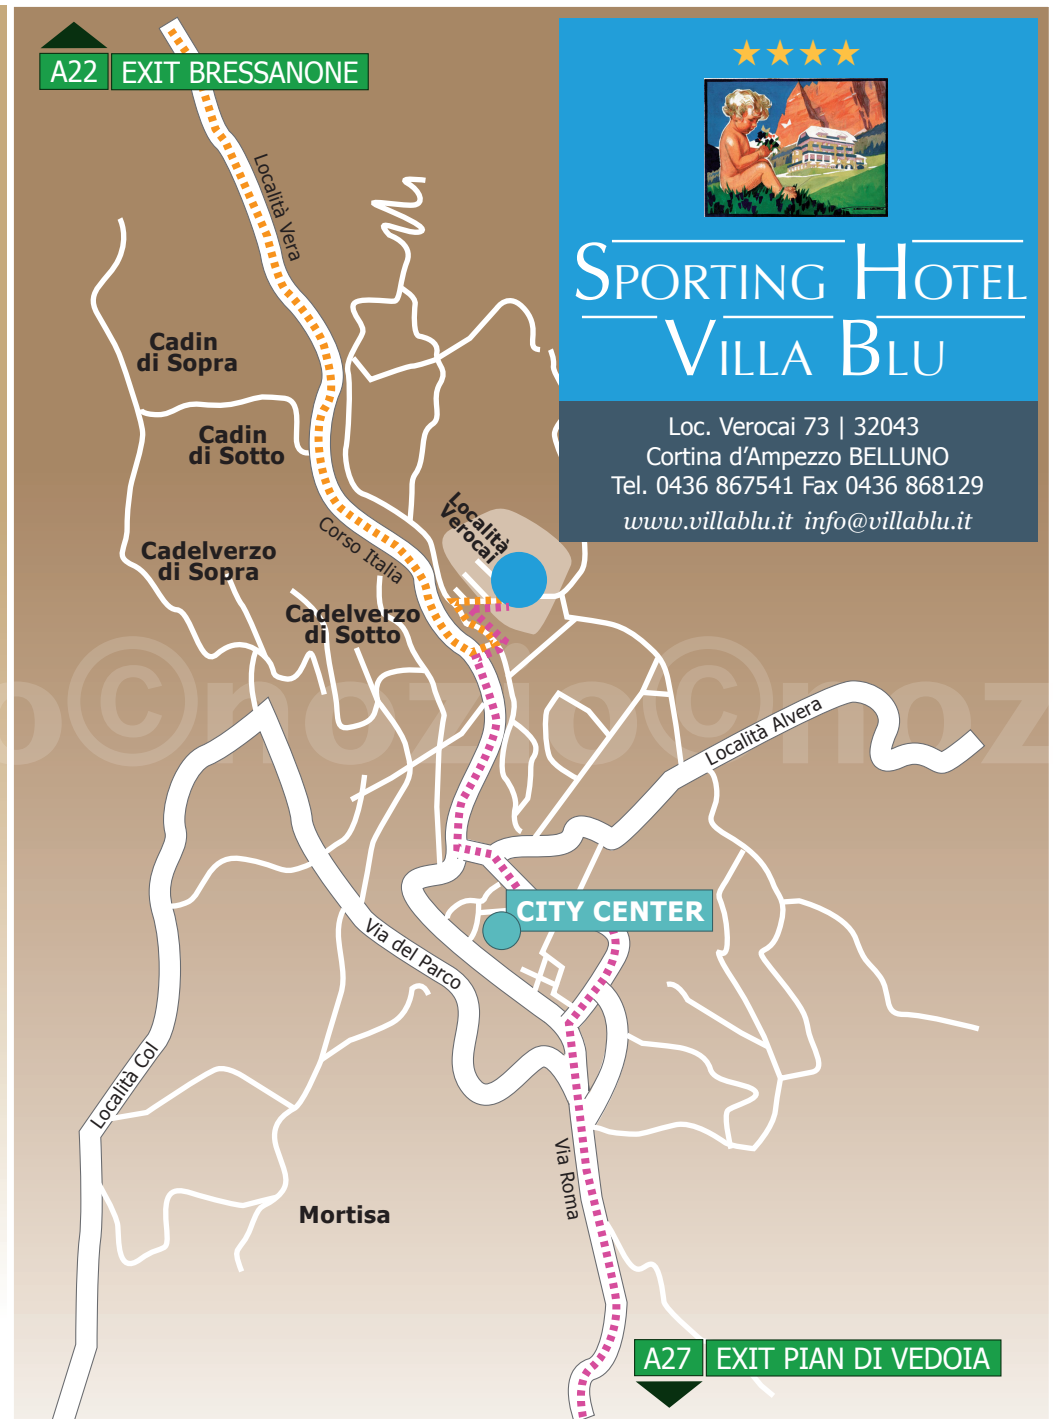 A22 EXIT BRESSANONE
SPORTING HOTEL
VILLA BLU
Loc. Verocai 73 | 32043
Cortina d'Ampezzo BELLUNO
Tel. 0436 867541 Fax 0436 868129
www.villablu.it info@villablu.it
Località Vera
Cadin
di Sopra
Cadin
di Sotto
Corso Italia
Località
Verocai
Cadelverzo
di Sopra
Cadelverzo
di Sotto
o©nozio©noz
Località Alvera
CITY CENTER
Via del Parco
Località Col
Via Roma
Mortisa
A27 EXIT PIAN DI VEDOIA